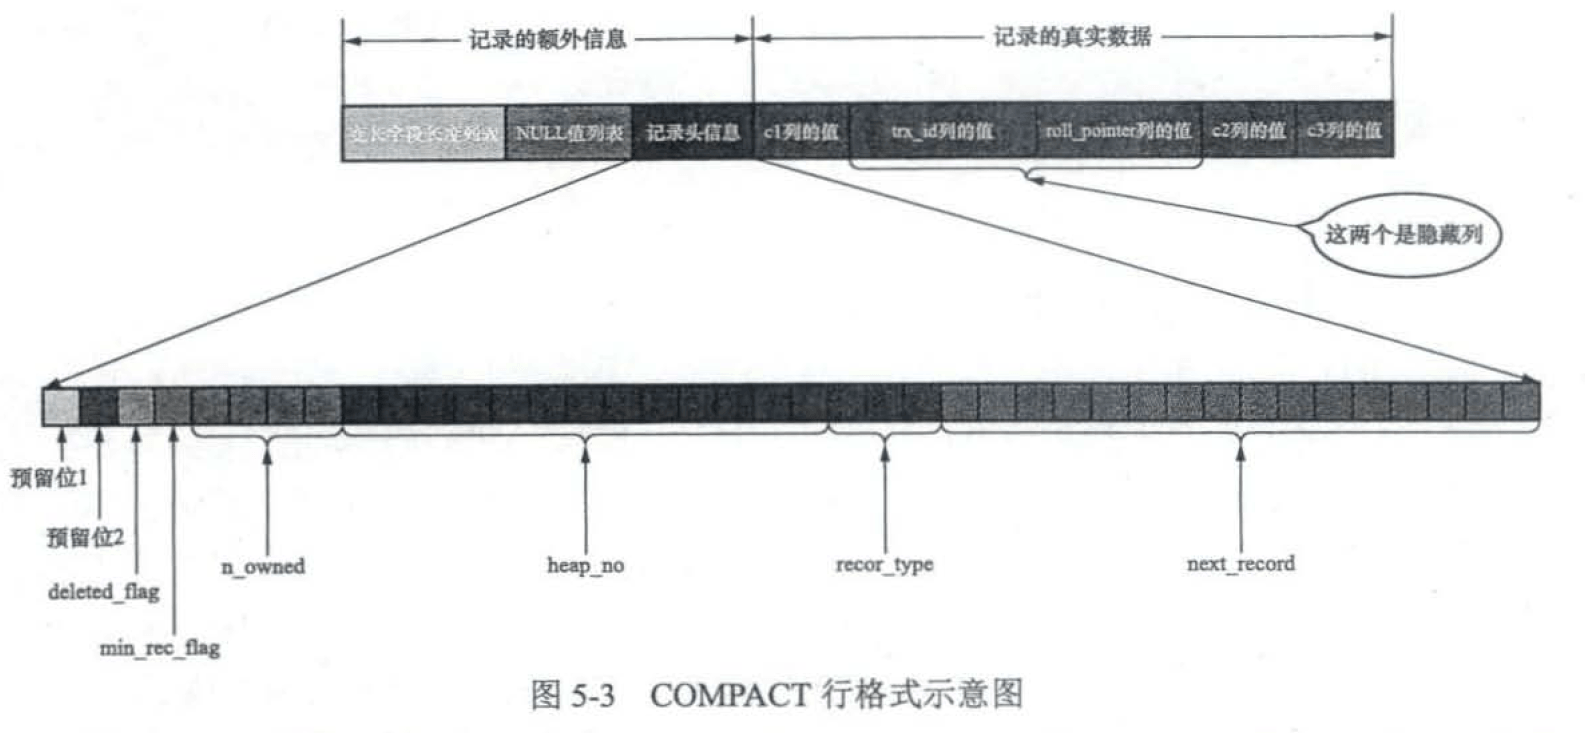 记录的额外信息 记录的真实数据
变长字段长度列表 NULL值列表 记录头信息 c1列的值 trx_id列的值 roll_pointer列的值 c2列的值 c3列的值
这两个是隐藏列
预留位1
预留位2
n_owned heap_no recor_type next_record
deleted_flag
min_rec_flag
图 5-3 COMPACT 行格式示意图